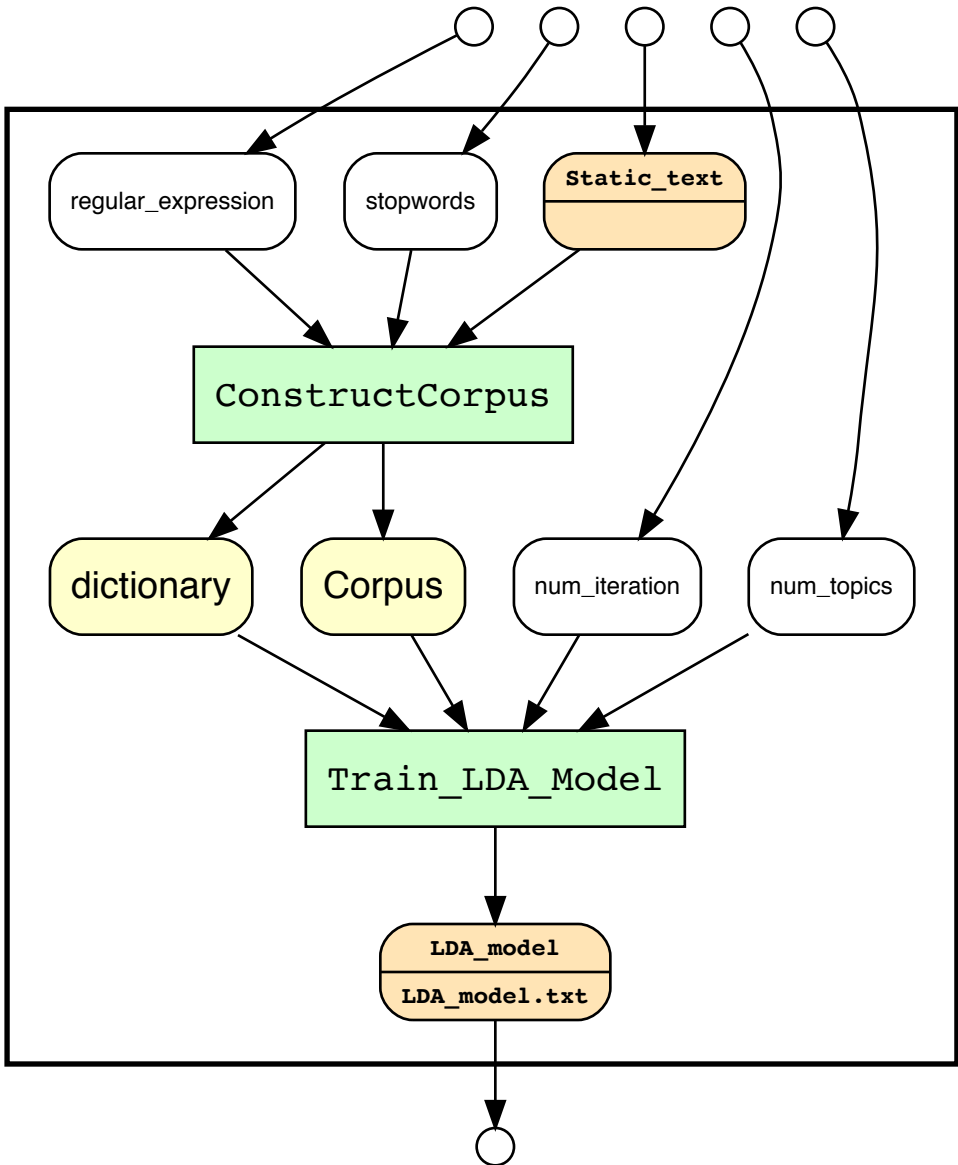 regular_expression
stopwords
Static_text
ConstructCorpus
dictionary
Corpus
num_iteration
num_topics
Train_LDA_Model
LDA_model
LDA_model.txt